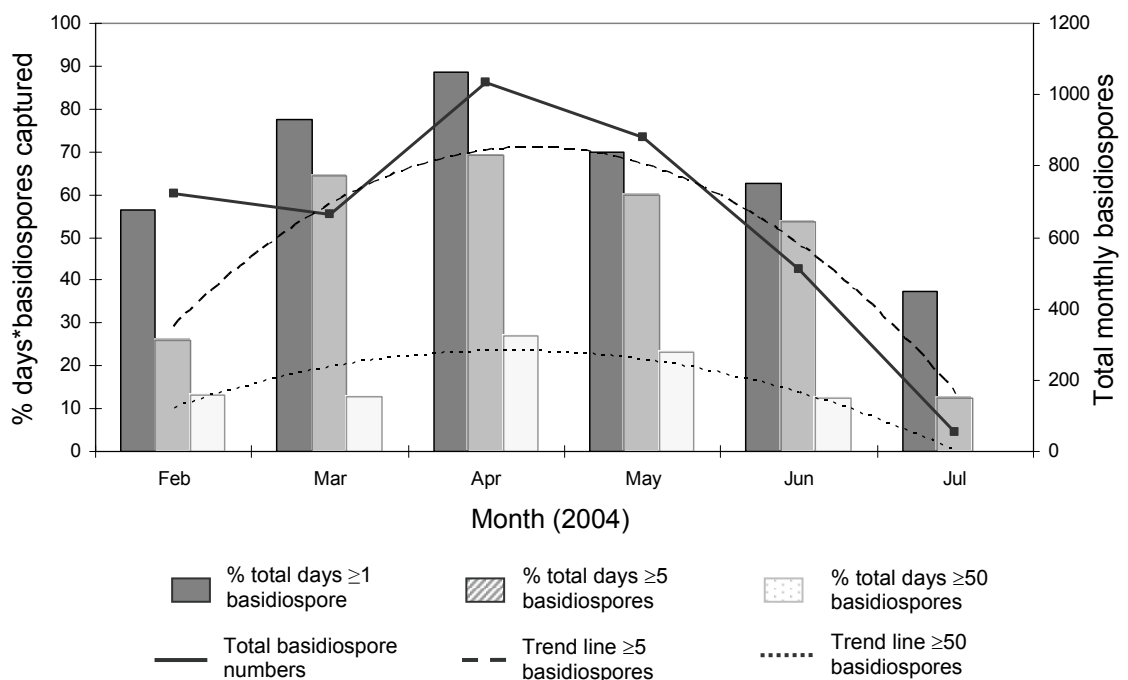 % days*basidiospores captured
100
90
80
70
60
50
40
30
20
10
0
1200
1000
800
600
400
200
0
Total monthly basidiospores
Feb Mar Apr May Jun Jul
Month (2004)
% total days ≥1
basidiospore
% total days ≥5
basidiospores
% total days ≥50
basidiospores
Total basidiospore
numbers
Trend line ≥5
basidiospores
Trend line ≥50
basidiospores